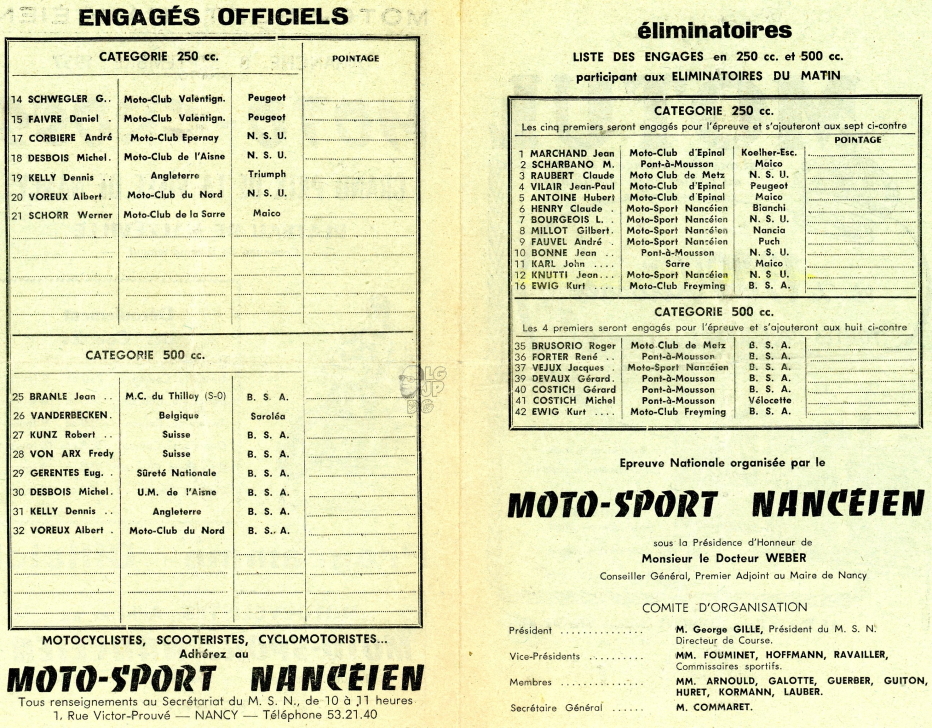 ENGAGÉS OFFICIELS
CATEGORIE 250 cc.
POINTAGE
14 SCHWEGLER G.. Moto-Club Valentign. Peugeot
15 FAIVRE Daniel . Moto-Club Valentign. Peugeot
17 CORBIERE André Moto-Club Epernay N. S. U.
18 DESBOIS Michel. Moto-Club de l'Aisne N. S. U.
19 KELLY Dennis .. Angleterre Triumph
20 VOREUX Albert . Moto-Club du Nord N. S. U.
21 SCHORR Werner Moto-Club de la Sarre Maico
CATEGORIE 500 cc.
25 BRANLE Jean .. M.C. du Thillay (S-O) B. S. A.
26 VANDERBECKEN. Belgique Saroléa
27 KUNZ Robert .. Suisse B. S. A.
28 VON ARX Fredy Suisse B. S. A.
29 GERENTES Eug. . Sûreté Nationale B. S. A.
30 DESBOIS Michel. U.M. de l'Aisne B. S. A.
31 KELLY Dennis .. Angleterre B. S. A.
32 VOREUX Albert . Moto-Club du Nord B. S. A.
MOTOCYCLISTES, SCOOTERISTES, CYCLOMOTORISTES...
Adhérez au
MOTO-SPORT NANCÉIEN
Tous renseignements au Secrétariat du M. S. N., de 10 à 11 heures
1, Rue Victor-Prouvé — NANCY — Téléphone 53.21.40
éliminatoires
LISTE DES ENGAGES en 250 cc. et 500 cc.
participant aux ELIMINATOIRES DU MATIN
CATEGORIE 250 cc.
Les cinq premiers seront engagés pour l'épreuve et s'ajouteront aux sept ci-contre
POINTAGE
1 MARCHAND Jean Moto-Club d'Epinal Koelher-Esc.
2 SCHARBANO M. Pont-à-Mousson Maico
3 RAUBERT Claude Moto Club de Metz N. S. U.
4 VILAIR Jean-Paul Moto-Club d'Epinal Peugeot
5 ANTOINE Hubert Moto-Club d'Epinal Maico
6 HENRY Claude . Moto-Sport Nancéien Bianchi
7 BOURGEOIS L. . Moto-Sport Nancéien N. S. U.
8 MILLOT Gilbert. Moto-Sport Nancéien Nancia
9 FAUVEL André . Moto-Sport Nancéien Puch
10 BONNE Jean .. Pont-à-Mousson N. S. U.
11 KARL John .... Sarre Maico
12 KNUTTI Jean... Moto-Sport Nancéien N. S U.
16 EWIG Kurt .... Moto-Club Freyming B. S. A.
CATEGORIE 500 cc.
Les 4 premiers seront engagés pour l'épreuve et s'ajouteront aux huit ci-contre
35 BRUSORIO Roger Moto Club de Metz B. S. A.
36 FORTER René .. Pont-à-Mousson B. S. A.
37 VEJUX Jacques . Moto-Sport Nancéien B. S. A.
39 DEVAUX Gérard. Pont-à-Mousson B. S. A.
40 COSTICH Gérard Pont-à-Mousson B. S. A.
41 COSTICH Michel Pont-à-Mousson Vélocette
42 EWIG Kurt .... Moto-Club Freyming B. S. A.
Epreuve Nationale organisée par le
MOTO-SPORT NANCÉIEN
sous la Présidence d'Honneur de
Monsieur le Docteur WEBER
Conseiller Général, Premier Adjoint au Maire de Nancy
COMITE D'ORGANISATION
Président .............. M. George GILLE, Président du M. S. N.
Directeur de Course.
Vice-Présidents .......... MM. FOUMINET, HOFFMANN, RAVAILLER,
Commissaires sportifs.
Membres .............. MM. ARNOULD, GALOTTE, GUERBER, GUITON,
HURET, KORMANN, LAUBER.
Secrétaire Général ...... M. COMMARET.